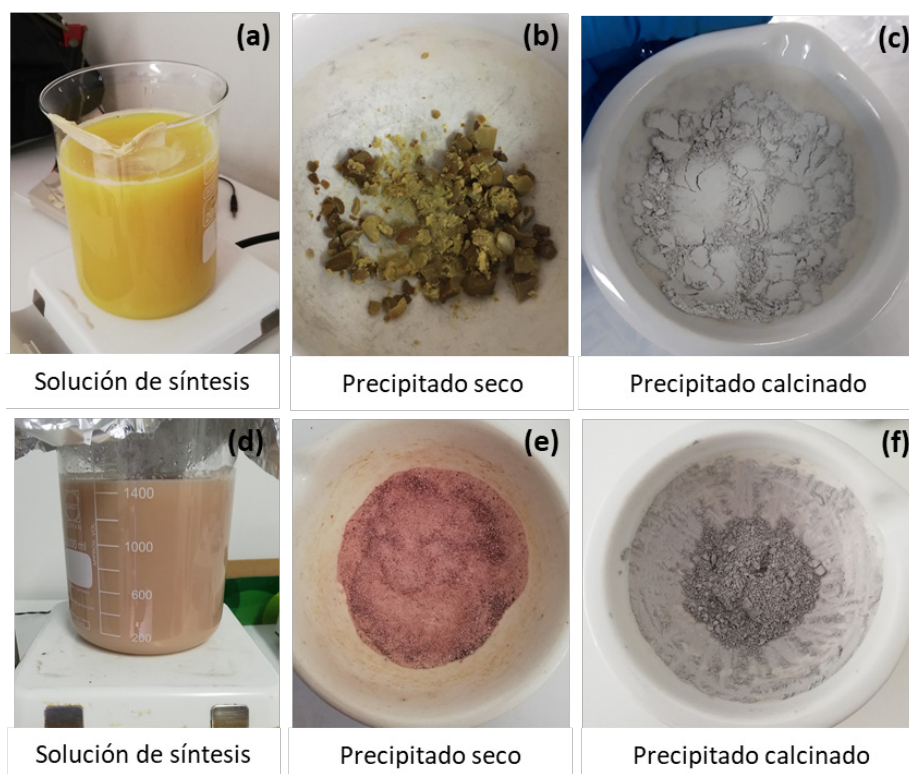 (a)
(b)
(c)
Solución de síntesis
Precipitado seco
Precipitado calcinado
(d)
(e)
(f)
1400
1000
600
200
Solución de síntesis
Precipitado seco
Precipitado calcinado